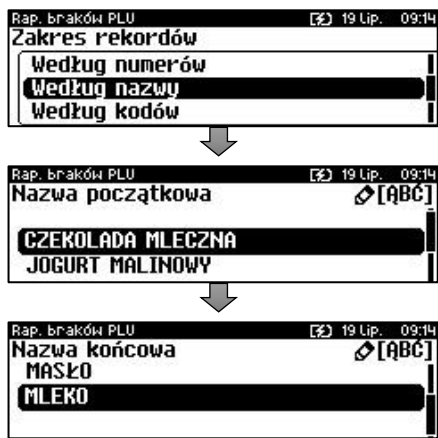 Rap. braków PLU 19 Lip. 09:14
Zakres rekordów
Według numerów
Według nazwy
Według kodów
Rap. braków PLU 19 Lip. 09:14
Nazwa początkowa [ĄBĆ]
CZEKOLADA MLECZNA
JOGURT MALINOWY
Rap. braków PLU 19 Lip. 09:14
Nazwa końcowa [ĄBĆ]
MASŁO
MLEKO